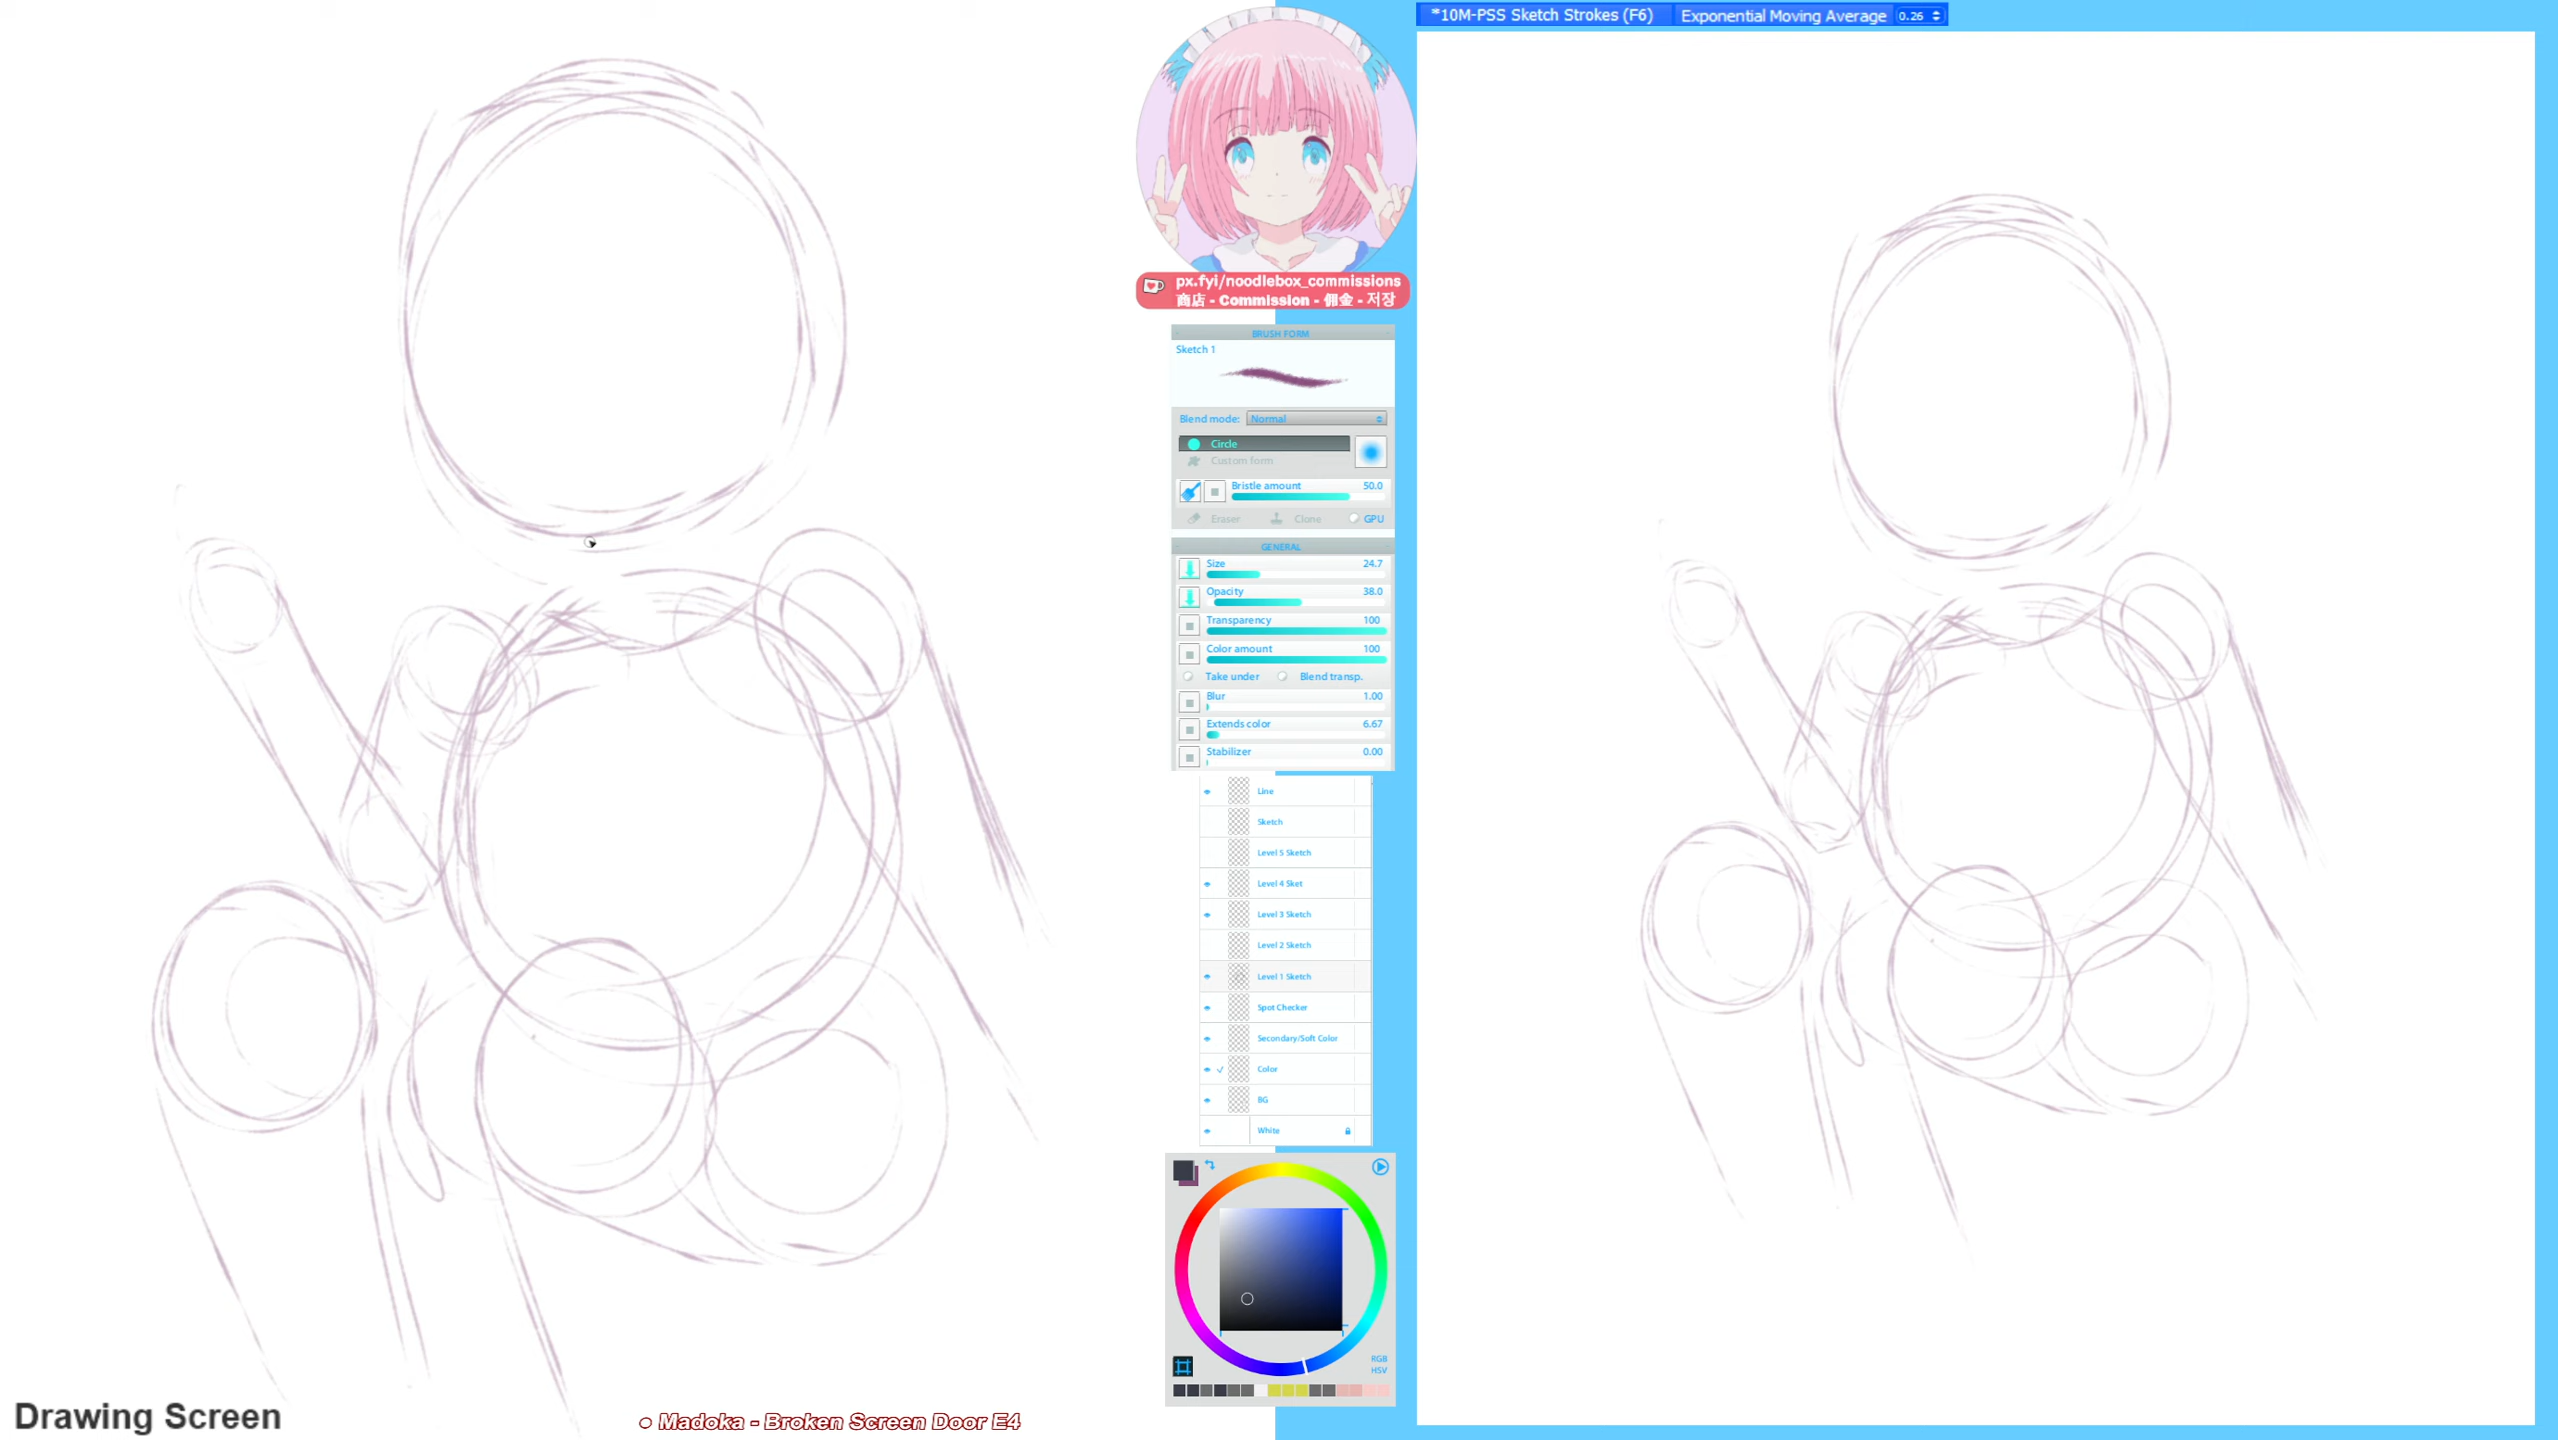 *10M-PSS Sketch Strokes (F6)
Exponential Moving Average 0.26
px.fyi/noodlebox_commissions
商店 - Commission - 佣金 - 저장
BRUSH FORM
Sketch 1
Blend mode: Normal
Circle
Custom form
Bristle amount 50.0
Eraser Clone GPU
GENERAL
Size 24.7
Opacity 38.0
Transparency 100
Color amount 100
Take under Blend transp.
Blur 1.00
Extends color 6.67
Stabilizer 0.00
Line
Sketch
Level 5 Sketch
Level 4 Sket
Level 3 Sketch
Level 2 Sketch
Level 1 Sketch
Spot Checker
Secondary/Soft Color
Color
BG
White
RGB
HSV
Drawing Screen
Madoka - Broken Screen Door E4